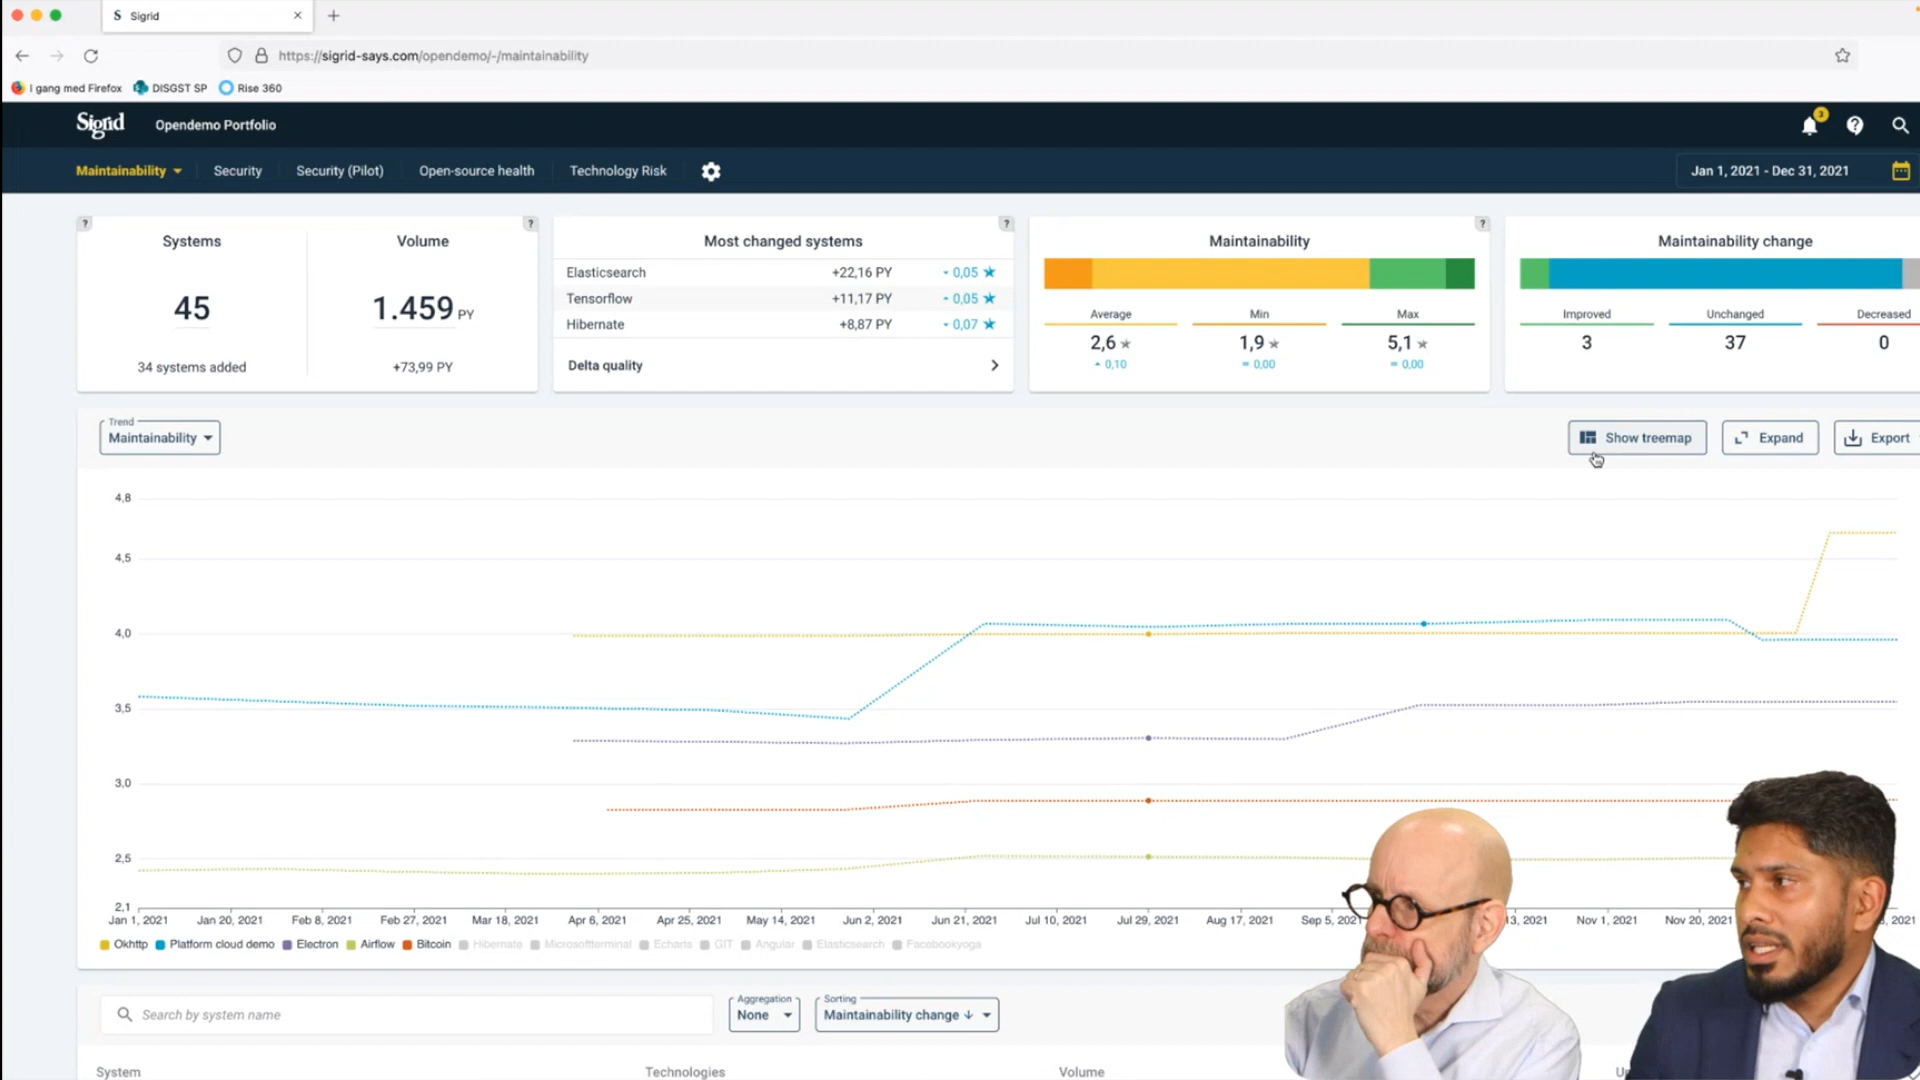 S Sigrid
https://sigrid-says.com/opendemo/-/maintainability
I gang med Firefox DISGST SP Rise 360
Sigrid Opendemo Portfolio 3
Maintainability Security Security (Pilot) Open-source health Technology Risk Jan 1, 2021 - Dec 31, 2021
Systems
45
34 systems added
Volume
1.459 PY
+73,99 PY
Most changed systems
Elasticsearch +22,16 PY 0,05
Tensorflow +11,17 PY 0,05
Hibernate +8,87 PY 0,07
Delta quality
Maintainability
Average Min Max
2,6 1,9 5,1
0,10 = 0,00 = 0,00
Maintainability change
Improved Unchanged Decreased
3 37 0
Trend
Maintainability
Show treemap Expand Export
4,8
4,5
4,0
3,5
3,0
2,5
2,1
Jan 1, 2021 Jan 20, 2021 Feb 8, 2021 Feb 27, 2021 Mar 18, 2021 Apr 6, 2021 Apr 25, 2021 May 14, 2021 Jun 2, 2021 Jun 21, 2021 Jul 10, 2021 Jul 29, 2021 Aug 17, 2021 Sep 5, 2021 13, 2021 Nov 1, 2021 Nov 20, 2021 2021
Okhttp Platform cloud demo Electron Airflow Bitcoin Hibernate Microsoftterminal Echarts GIT Angular Elasticsearch Facebookyoga
Search by system name
Aggregation
None
Sorting
Maintainability change ↓
System Technologies Volume